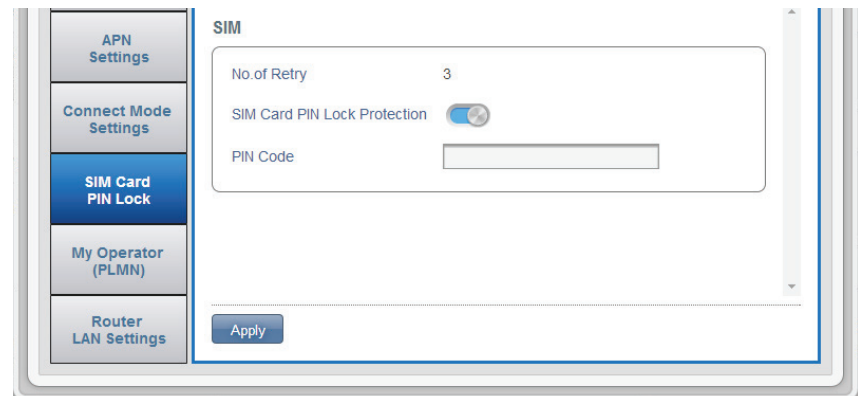 APN
Settings
Connect Mode
Settings
SIM Card
PIN Lock
My Operator
(PLMN)
Router
LAN Settings
SIM
No.of Retry 3
SIM Card PIN Lock Protection
PIN Code
Apply